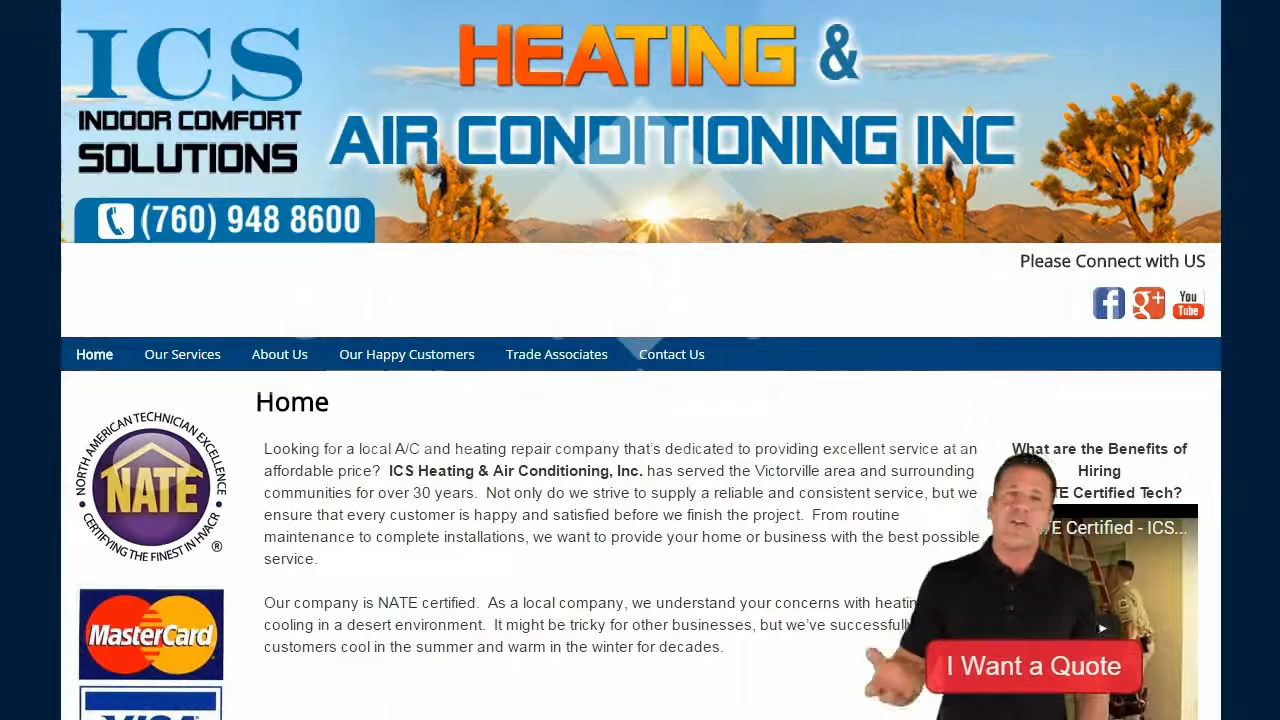 ICS
INDOOR COMFORT
SOLUTIONS
HEATING &
AIR CONDITIONING INC
(760) 948 8600
Please Connect with US
You
Tube
Home
Our Services
About Us
Our Happy Customers
Trade Associates
Contact Us
NORTH AMERICAN TECHNICIAN EXCELLENCE
NATE
CERTIFYING THE FINEST IN HVACR
®
MasterCard
VISA
Home
Looking for a local A/C and heating repair company that's dedicated to providing excellent service at an
affordable price?  ICS Heating & Air Conditioning, Inc. has served the Victorville area and surrounding
communities for over 30 years.  Not only do we strive to supply a reliable and consistent service, but we
ensure that every customer is happy and satisfied before we finish the project.  From routine
maintenance to complete installations, we want to provide your home or business with the best possible
service.
Our company is NATE certified.  As a local company, we understand your concerns with
cooling in a desert environment.  It might be tricky for other businesses, but we've
customers cool in the summer and warm in the winter for decades.
What are the Benefits of
Hiring
Certified Tech?
Certified - ICS...
I Want a Quote